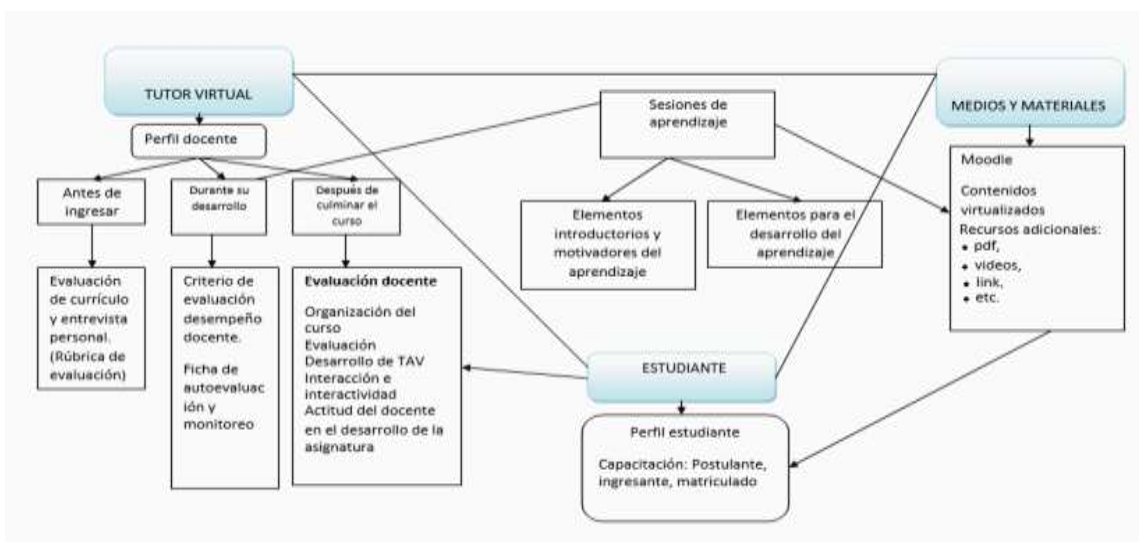 TUTOR VIRTUAL
Perfil docente
Antes de
ingresar
Durante su
desarrollo
Después de
culminar el
curso
Evaluación
de currículo
y entrevista
personal.
(Rúbrica de
evaluación)
Criterio de
evaluación
desempeño
docente.
Ficha de
autoevaluac
ión y
monitoreo
Evaluación docente
Organización del
curso
Evaluación
Desarrollo de TAV
Interacción e
interactividad
Actitud del docente
en el desarrollo de la
asignatura
Sesiones de
aprendizaje
Elementos
introductorios y
motivadores del
aprendizaje
Elementos para el
desarrollo del
aprendizaje
MEDIOS Y MATERIALES
Moodle
Contenidos
virtualizados
Recursos adicionales:
• pdf,
• videos,
• link,
• etc.
ESTUDIANTE
Perfil estudiante
Capacitación: Postulante,
ingresante, matriculado